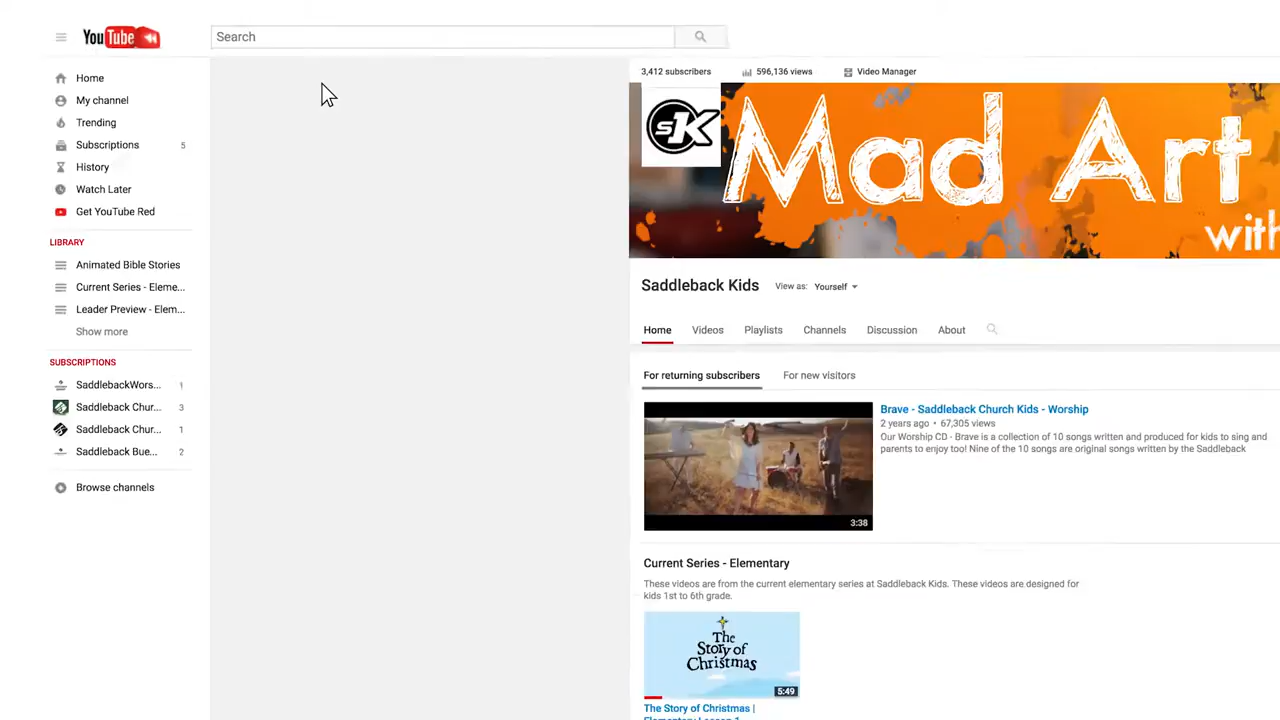 YouTube
Search
Home
My channel
Trending
Subscriptions 5
History
Watch Later
Get YouTube Red
LIBRARY
Animated Bible Stories
Current Series - Eleme...
Leader Preview - Elem...
Show more
SUBSCRIPTIONS
SaddlebackWors... 1
Saddleback Chur... 3
Saddleback Chur... 1
Saddleback Bue... 2
Browse channels
3,412 subscribers 596,136 views Video Manager
SK
Mad Art
with
Saddleback Kids View as: Yourself
Home Videos Playlists Channels Discussion About
For returning subscribers For new visitors
Brave - Saddleback Church Kids - Worship
2 years ago • 67,305 views
Our Worship CD - Brave is a collection of 10 songs written and produced for kids to sing and
parents to enjoy too! Nine of the 10 songs are original songs written by the Saddleback
3:38
Current Series - Elementary
These videos are from the current elementary series at Saddleback Kids. These videos are designed for
kids 1st to 6th grade.
The
Story of
Christmas
5:49
The Story of Christmas |
Elementary Lesson 1